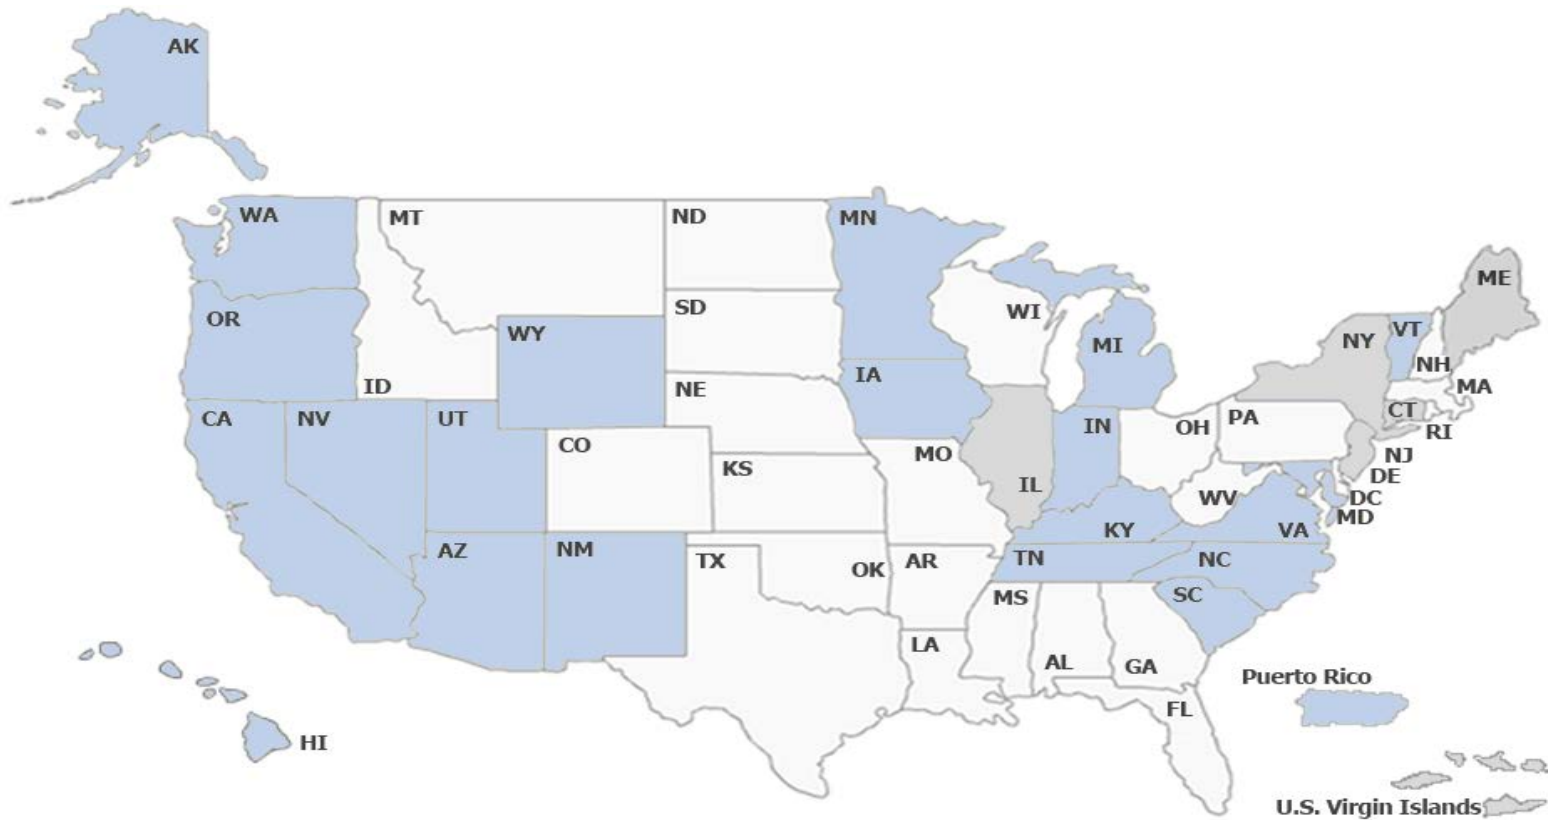 AK
WA
MT
ND
MN
ME
SD
WI
OR
WY
NY
VT
MI
NH
ID
IA
NE
MA
CT
CA
NV
UT
IN
OH
PA
RI
CO
MO
NJ
KS
DE
IL
WV
DC
MD
KY
VA
AZ
NM
TN
NC
TX
OK
AR
SC
MS
LA
AL
GA
Puerto Rico
FL
HI
U.S. Virgin Islands